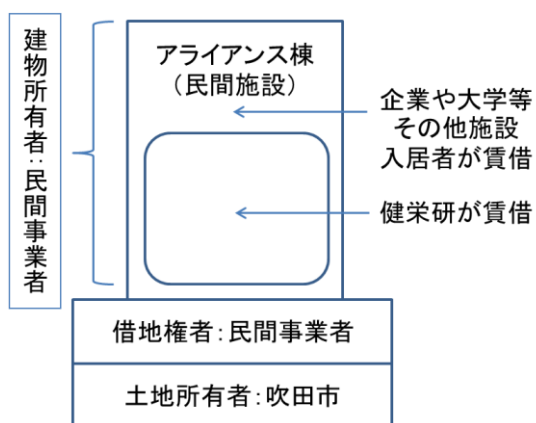 建物所有者:民間事業者
アライアンス棟
(民間施設)
企業や大学等
その他施設
入居者が賃借
健栄研が賃借
借地権者:民間事業者
土地所有者:吹田市